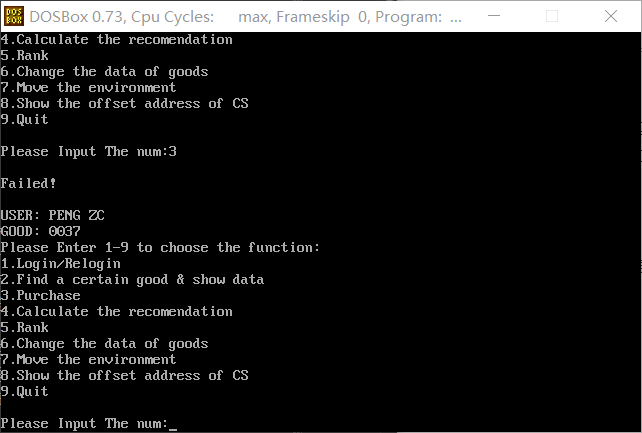 DOS BOX
DOSBox 0.73, Cpu Cycles: max, Frameskip 0, Program: ...
4.Calculate the recomendation
5.Rank
6.Change the data of goods
7.Move the environment
8.Show the offset address of CS
9.Quit
Please Input The num:3
Failed!
USER: PENG ZC
GOOD: 0037
Please Enter 1-9 to choose the function:
1.Login/Relogin
2.Find a certain good & show data
3.Purchase
4.Calculate the recomendation
5.Rank
6.Change the data of goods
7.Move the environment
8.Show the offset address of CS
9.Quit
Please Input The num:_